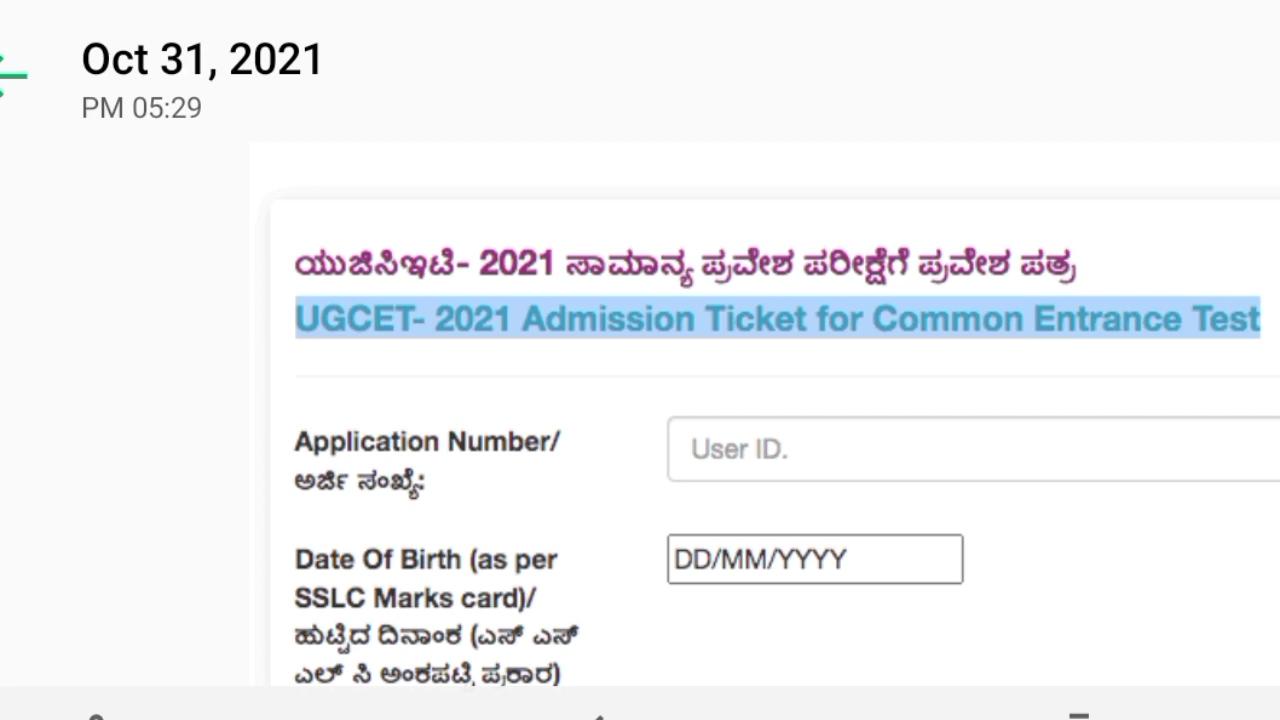 Oct 31, 2021
PM 05:29
ಯುಜಿಸಿಇಟಿ- 2021 ಸಾಮಾನ್ಯ ಪ್ರವೇಶ ಪರೀಕ್ಷೆಗೆ ಪ್ರವೇಶ ಪತ್ರ
UGCET- 2021 Admission Ticket for Common Entrance Test
Application Number/
ಅರ್ಜಿ ಸಂಖ್ಯೆ:
User ID.
Date Of Birth (as per
SSLC Marks card)/
ಹುಟ್ಟಿದ ದಿನಾಂಕ (ಎಸ್ ಎಸ್
ಎಲ್ ಸಿ ಅಂಕಪಟ್ಟಿ ಪ್ರಕಾರ)
DD/MM/YYYY